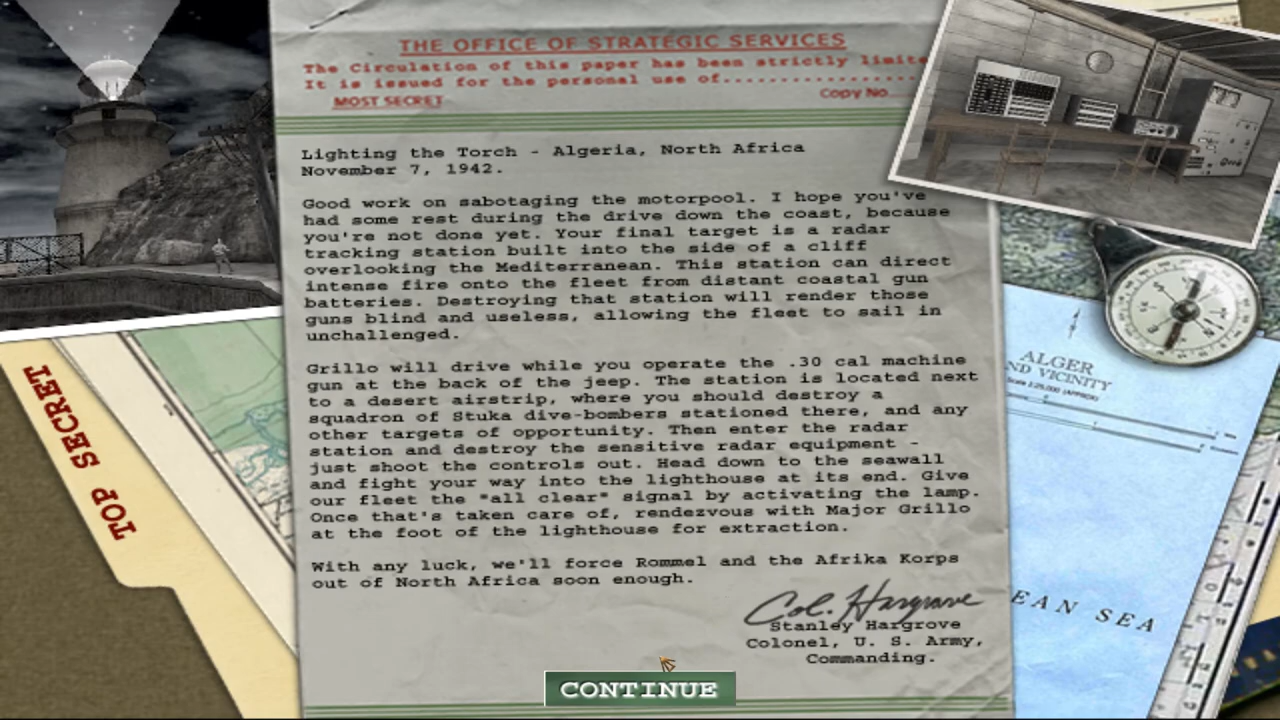 THE OFFICE OF STRATEGIC SERVICES
The Circulation of this paper has been strictly limite
It is issued for the personal use of..................
MOST SECRET
Copy No...
Lighting the Torch - Algeria, North Africa
November 7, 1942.
Good work on sabotaging the motorpool. I hope you've
had some rest during the drive down the coast, because
you're not done yet. Your final target is a radar
tracking station built into the side of a cliff
overlooking the Mediterranean. This station can direct
intense fire onto the fleet from distant coastal gun
batteries. Destroying that station will render those
guns blind and useless, allowing the fleet to sail in
unchallenged.
Grillo will drive while you operate the .30 cal machine
gun at the back of the jeep. The station is located next
to a desert airstrip, where you should destroy a
squadron of Stuka dive-bombers stationed there, and any
other targets of opportunity. Then enter the radar
station and destroy the sensitive radar equipment -
just shoot the controls out. Head down to the seawall
and fight your way into the lighthouse at its end. Give
our fleet the "all clear" signal by activating the lamp.
Once that's taken care of, rendezvous with Major Grillo
at the foot of the lighthouse for extraction.
With any luck, we'll force Rommel and the Afrika Korps
out of North Africa soon enough.
Col. Hargrave
Stanley Hargrove
Colonel, U. S. Army,
Commanding.
CONTINUE
TOP SECRET
ALGER
ND VICINITY
EAN SEA